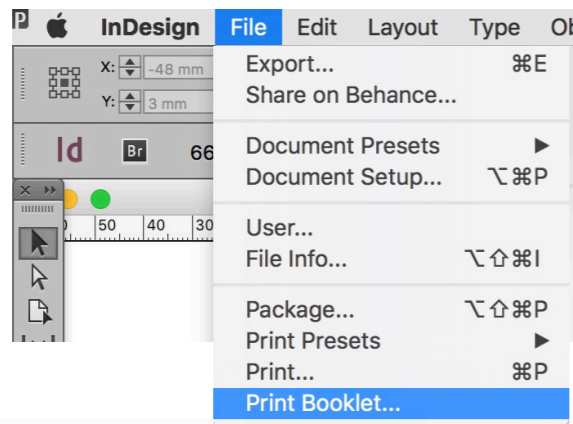 InDesign File Edit Layout Type Ob
X: -48 mm
Y: 3 mm
Id Br 66
50 40 30
Export... ⌘E
Share on Behance...
Document Presets ▶
Document Setup... ⌥⌘P
User...
File Info... ⌥⇧⌘I
Package... ⌥⇧⌘P
Print Presets ▶
Print... ⌘P
Print Booklet...